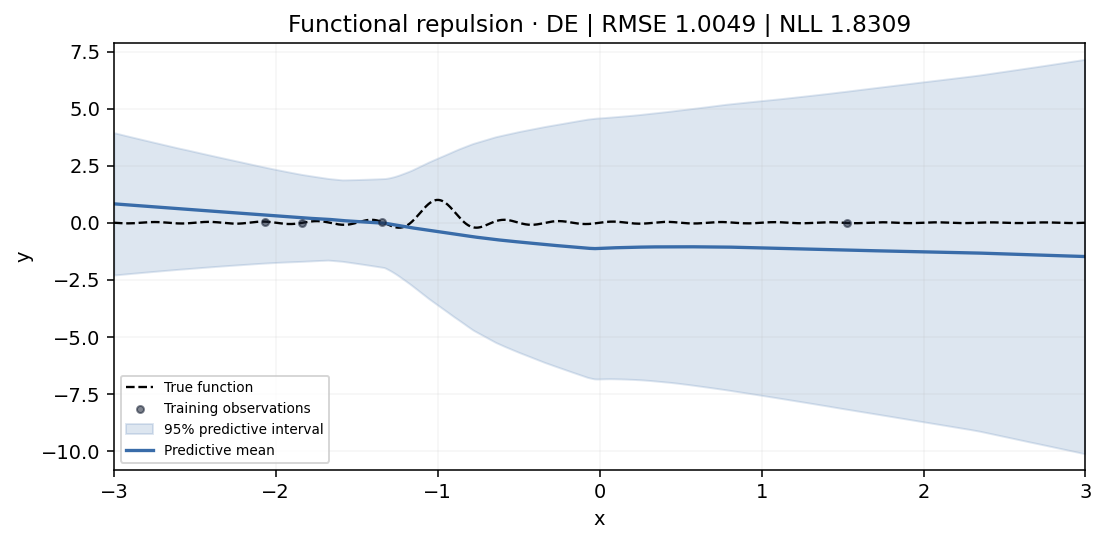 Functional repulsion · DE | RMSE 1.0049 | NLL 1.8309
7.5
5.0
2.5
0.0
−2.5
−5.0
−7.5
−10.0
y
True function
Training observations
95% predictive interval
Predictive mean
−3
−2
−1
0
1
2
3
x